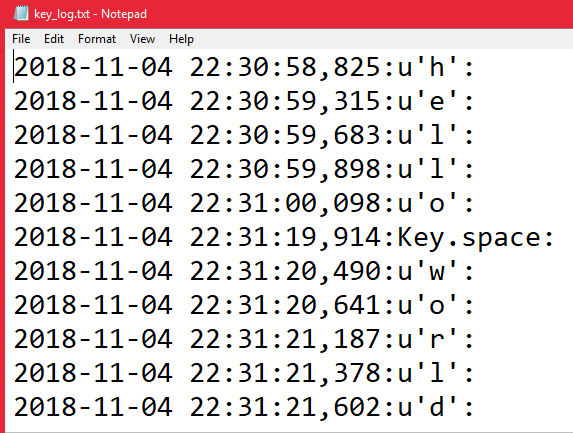 key_log.txt - Notepad
File Edit Format View Help
2018-11-04 22:30:58,825:u'h':
2018-11-04 22:30:59,315:u'e':
2018-11-04 22:30:59,683:u'l':
2018-11-04 22:30:59,898:u'l':
2018-11-04 22:31:00,098:u'o':
2018-11-04 22:31:19,914:Key.space:
2018-11-04 22:31:20,490:u'w':
2018-11-04 22:31:20,641:u'o':
2018-11-04 22:31:21,187:u'r':
2018-11-04 22:31:21,378:u'l':
2018-11-04 22:31:21,602:u'd':